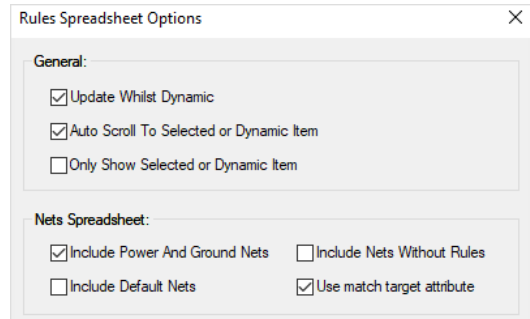 Rules Spreadsheet Options
General:
Update Whilst Dynamic
Auto Scroll To Selected or Dynamic Item
Only Show Selected or Dynamic Item
Nets Spreadsheet:
Include Power And Ground Nets Include Nets Without Rules
Include Default Nets Use match target attribute